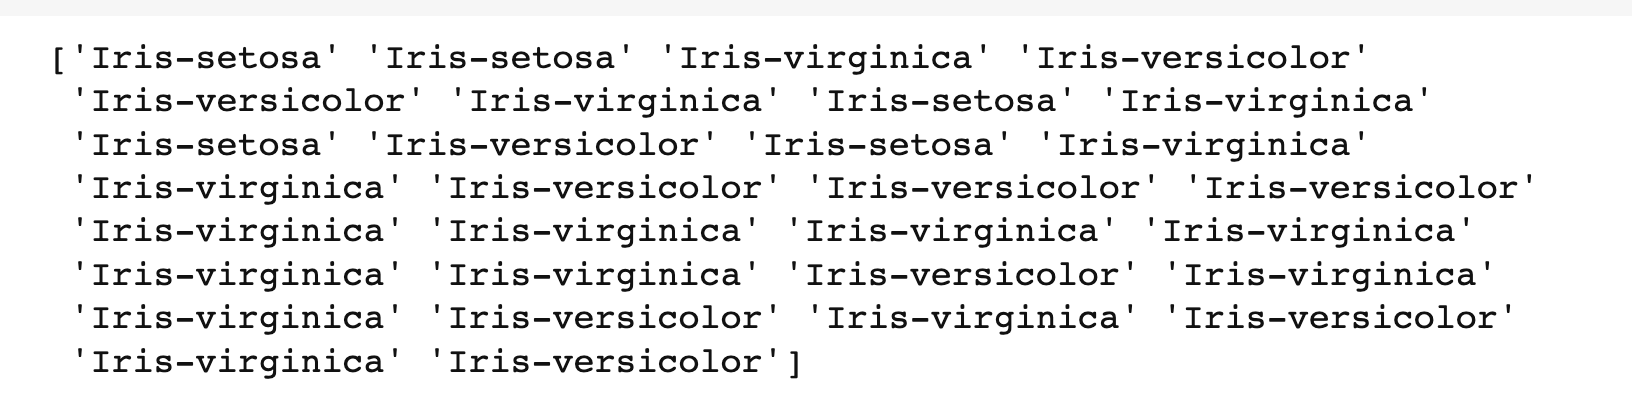 ['Iris-setosa' 'Iris-setosa' 'Iris-virginica' 'Iris-versicolor'
'Iris-versicolor' 'Iris-virginica' 'Iris-setosa' 'Iris-virginica'
'Iris-setosa' 'Iris-versicolor' 'Iris-setosa' 'Iris-virginica'
'Iris-virginica' 'Iris-versicolor' 'Iris-versicolor' 'Iris-versicolor'
'Iris-virginica' 'Iris-virginica' 'Iris-virginica' 'Iris-virginica'
'Iris-virginica' 'Iris-virginica' 'Iris-versicolor' 'Iris-virginica'
'Iris-virginica' 'Iris-versicolor' 'Iris-virginica' 'Iris-versicolor'
'Iris-virginica' 'Iris-versicolor']